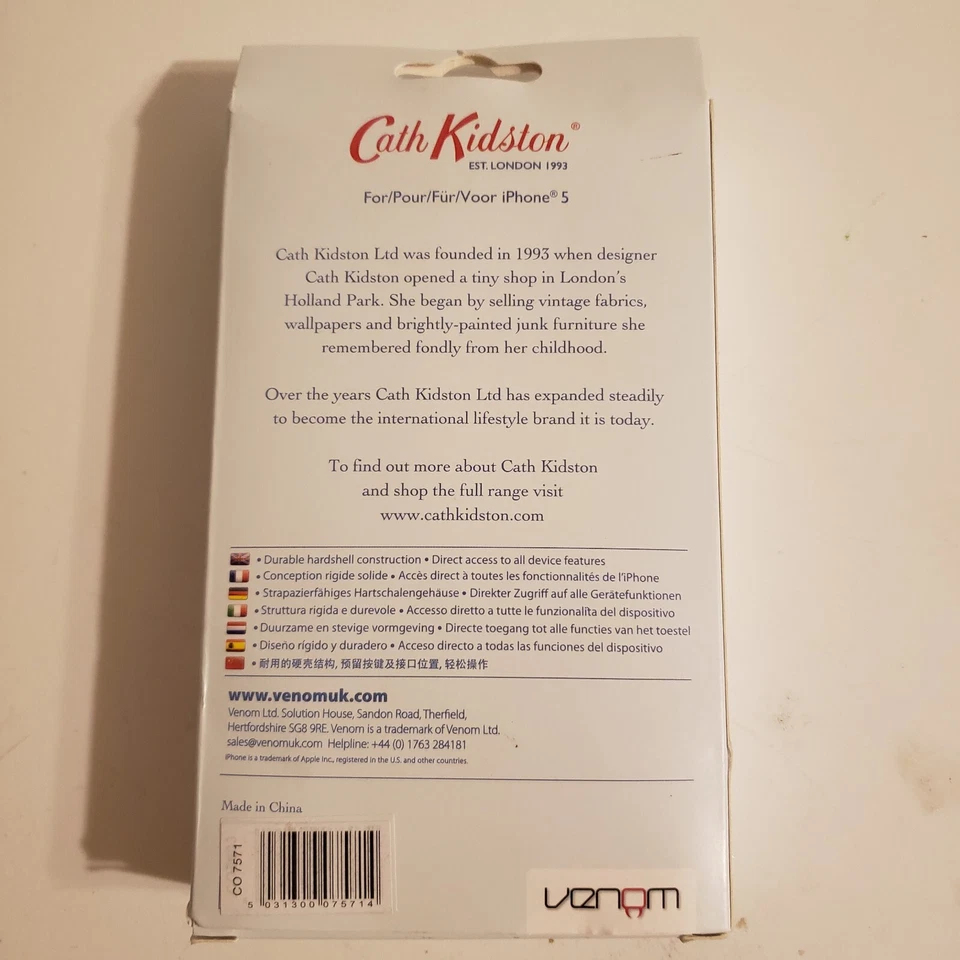 Cath Kidston®
EST. LONDON 1993
For/Pour/Für/Voor iPhone® 5
Cath Kidston Ltd was founded in 1993 when designer
Cath Kidston opened a tiny shop in London's
Holland Park. She began by selling vintage fabrics,
wallpapers and brightly-painted junk furniture she
remembered fondly from her childhood.
Over the years Cath Kidston Ltd has expanded steadily
to become the international lifestyle brand it is today.
To find out more about Cath Kidston
and shop the full range visit
www.cathkidston.com
• Durable hardshell construction • Direct access to all device features
• Conception rigide solide • Accès direct à toutes les fonctionnalités de l'iPhone
• Strapazierfähiges Hartschalengehäuse • Direkter Zugriff auf alle Gerätefunktionen
• Struttura rigida e durevole • Accesso diretto a tutte le funzionalîta del dispositivo
• Duurzame en stevige vormgeving • Directe toegang tot alle functies van het toestel
• Diseño rígido y duradero • Acceso directo a todas las funciones del dispositivo
• 耐用的硬壳结构, 预留按键及接口位置, 轻松操作
www.venomuk.com
Venom Ltd. Solution House, Sandon Road, Therfield,
Hertfordshire SG8 9RE. Venom is a trademark of Venom Ltd.
sales@venomuk.com Helpline: +44 (0) 1763 284181
iPhone is a trademark of Apple Inc., registered in the U.S. and other countries.
Made in China
CO 7571
5 031300 075714
venom